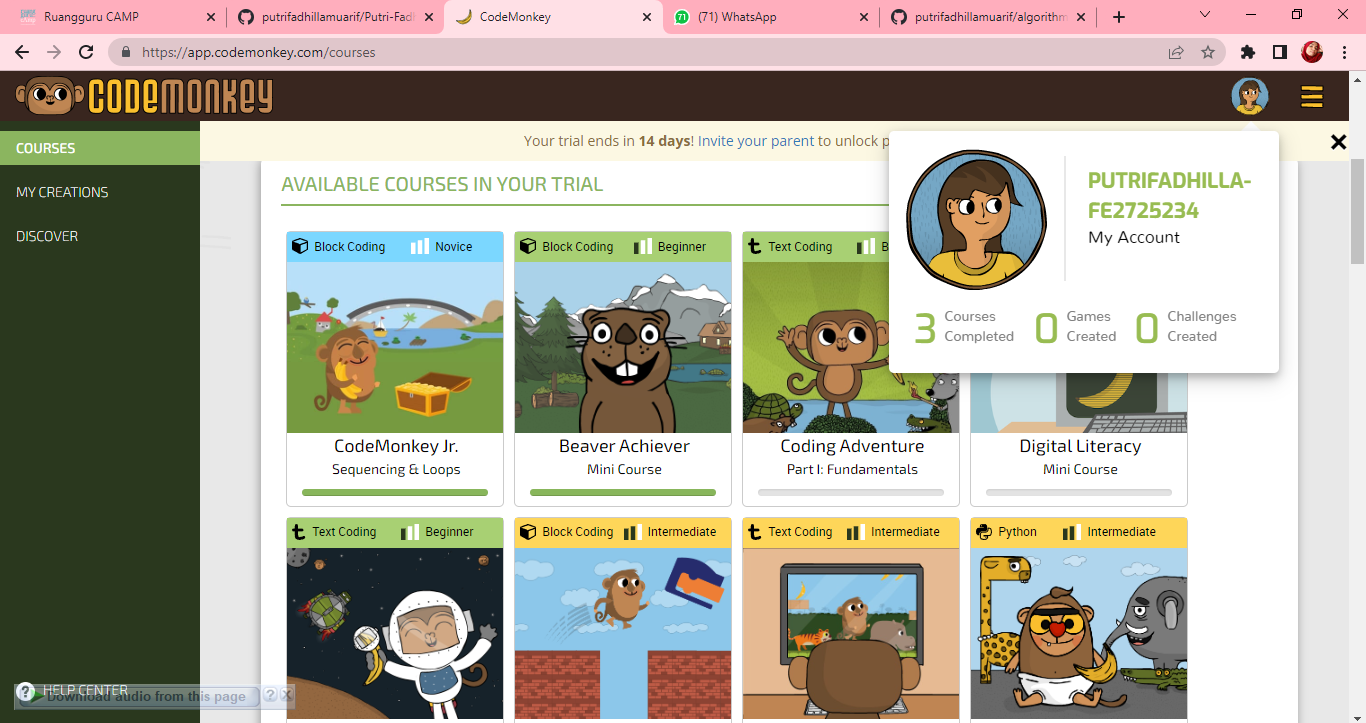 Ruangguru CAMP
putrifadhillamuarif/Putri-Fadh
CodeMonkey
71
(71) WhatsApp
putrifadhillamuarif/algorithm
https://app.codemonkey.com/courses
CODEMONKEY
COURSES
MY CREATIONS
DISCOVER
HELP CENTER
Download audio from this page
Your trial ends in 14 days! Invite your parent to unlock
PUTRIFADHILLA-
FE2725234
My Account
3 Courses Completed
0 Games Created
0 Challenges Created
AVAILABLE COURSES IN YOUR TRIAL
Block Coding Novice
CodeMonkey Jr.
Sequencing & Loops
Block Coding Beginner
Beaver Achiever
Mini Course
Text Coding B
Coding Adventure
Part I: Fundamentals
Digital Literacy
Mini Course
Text Coding Beginner
Block Coding Intermediate
Text Coding Intermediate
Python Intermediate